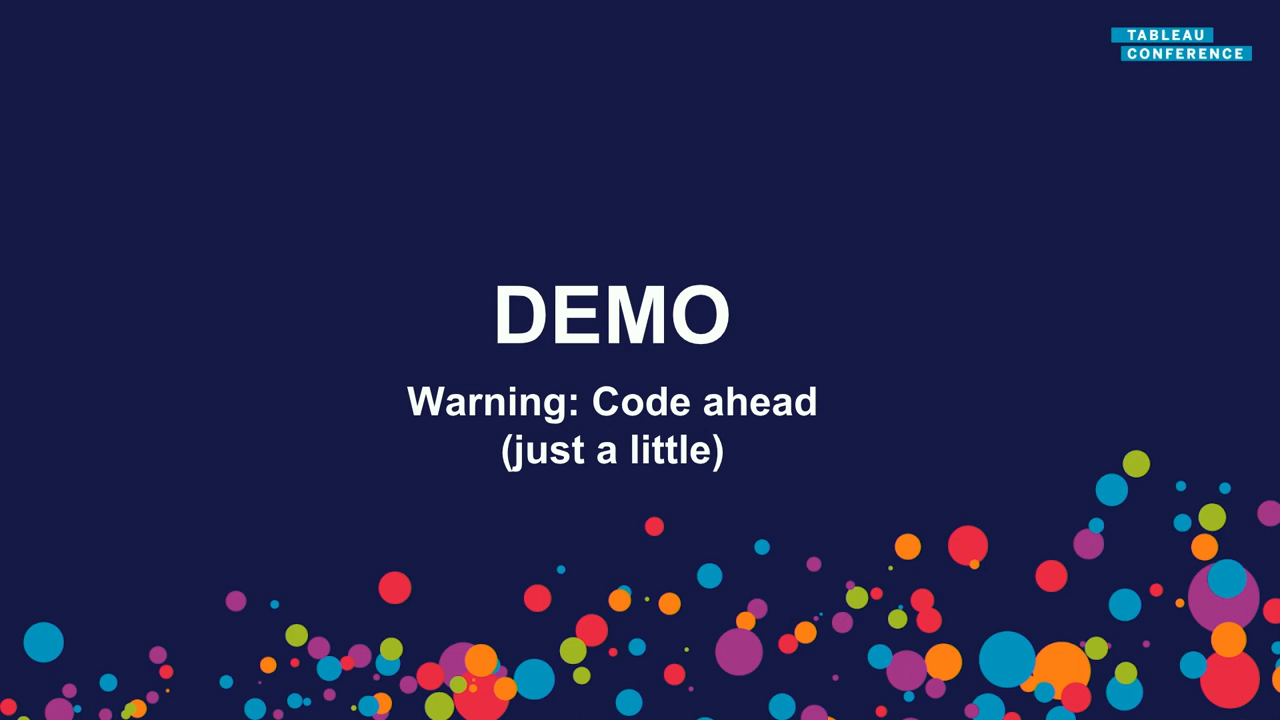 TABLEAU
CONFERENCE
DEMO
Warning: Code ahead
(just a little)